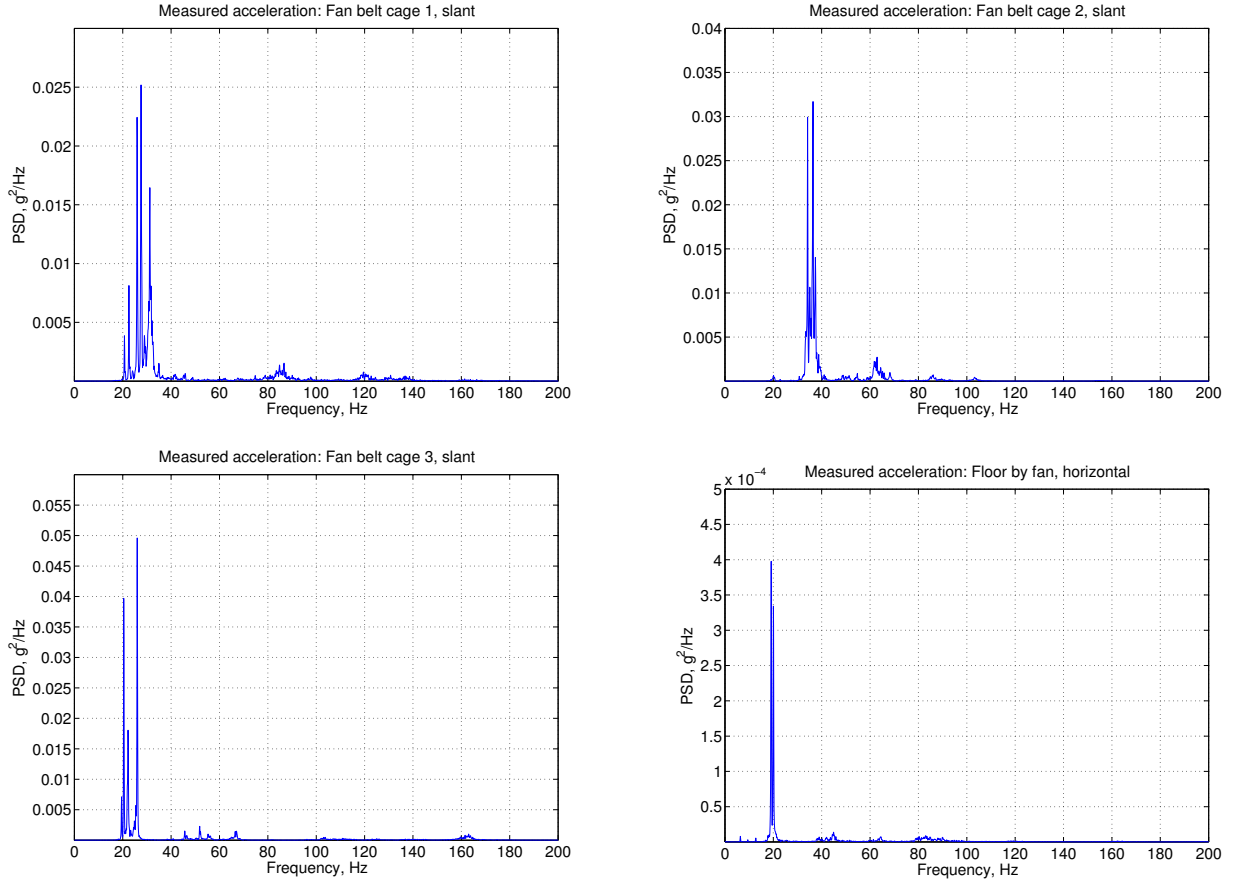 Measured acceleration: Fan belt cage 1, slant
PSD, g²/Hz
0.025
0.02
0.015
0.01
0.005
0 20 40 60 80 100 120 140 160 180 200
Frequency, Hz
Measured acceleration: Fan belt cage 2, slant
PSD, g²/Hz
0.04
0.035
0.03
0.025
0.02
0.015
0.01
0.005
0 20 40 60 80 100 120 140 160 180 200
Frequency, Hz
Measured acceleration: Fan belt cage 3, slant
PSD, g²/Hz
0.055
0.05
0.045
0.04
0.035
0.03
0.025
0.02
0.015
0.01
0.005
0 20 40 60 80 100 120 140 160 180 200
Frequency, Hz
Measured acceleration: Floor by fan, horizontal
x 10⁻⁴
PSD, g²/Hz
5
4.5
4
3.5
3
2.5
2
1.5
1
0.5
0 20 40 60 80 100 120 140 160 180 200
Frequency, Hz